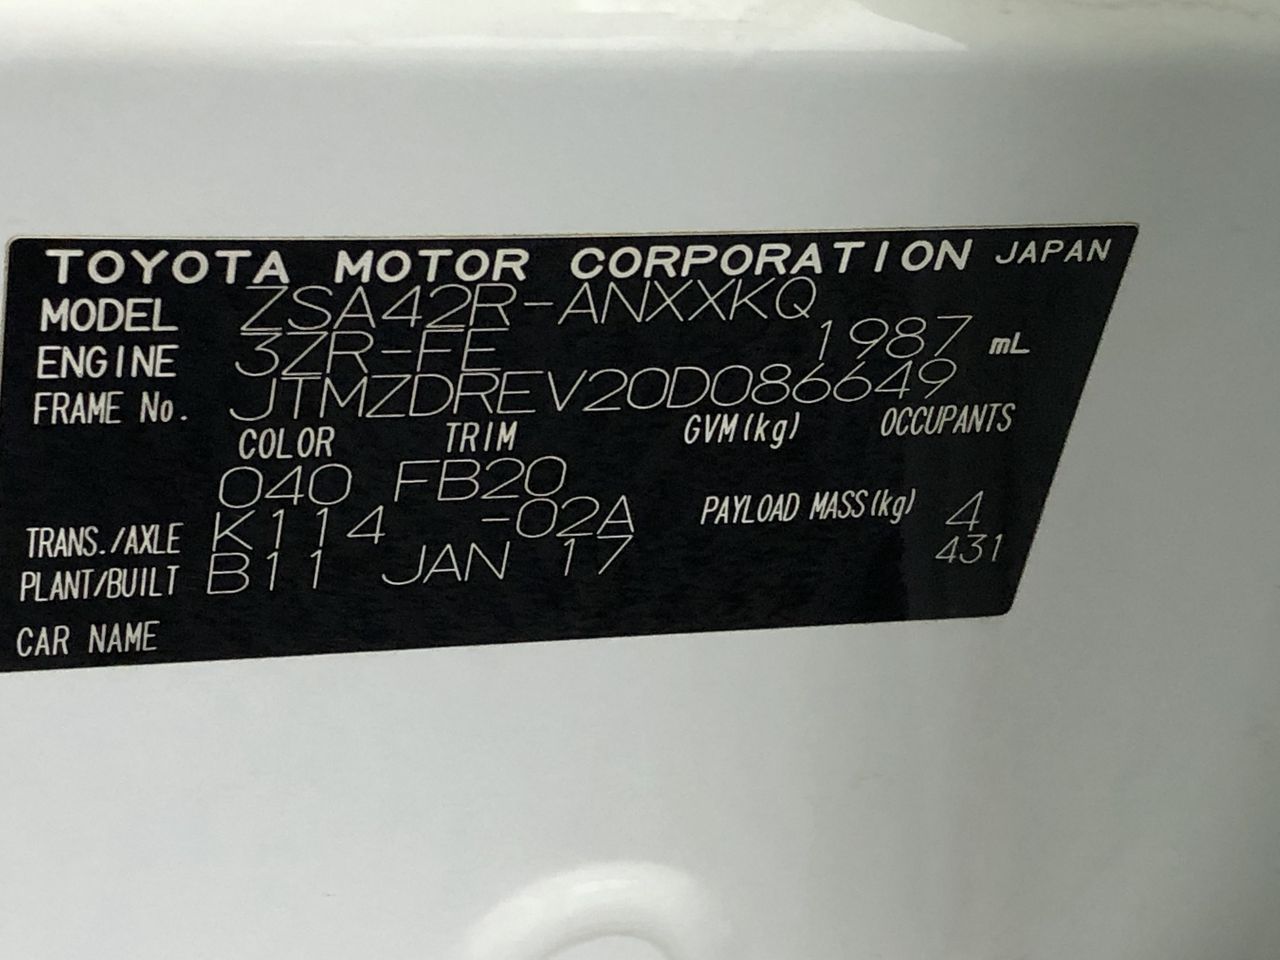 TOYOTA MOTOR CORPORATION JAPAN
MODEL ZSA42R-ANXXKQ
ENGINE 3ZR-FE 1987 mL
FRAME No. JTMZDREV20D086649
COLOR TRIM GVM(kg) OCCUPANTS
040 FB20
TRANS./AXLE K114 -02A PAYLOAD MASS(kg) 4
PLANT/BUILT B11 JAN 17 431
CAR NAME